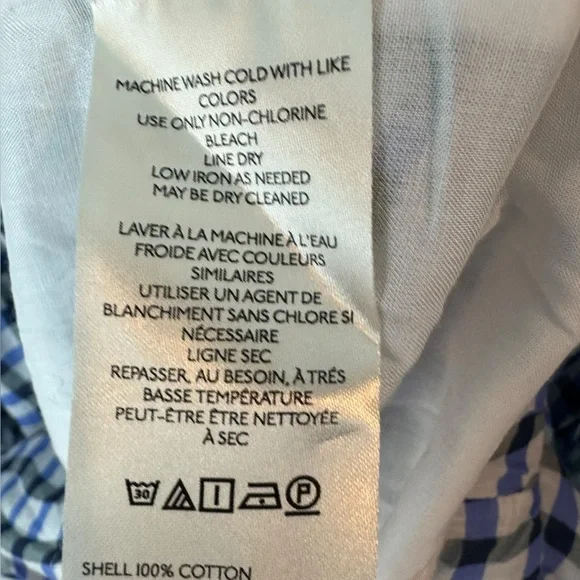 MACHINE WASH COLD WITH LIKE
COLORS
USE ONLY NON-CHLORINE
BLEACH
LINE DRY
LOW IRON AS NEEDED
MAY BE DRY CLEANED
LAVER À LA MACHINE À L'EAU
FROIDE AVEC COULEURS
SIMILAIRES
UTILISER UN AGENT DE
BLANCHIMENT SANS CHLORE SI
NÉCESSAIRE
LIGNE SEC
REPASSER, AU BESOIN, À TRÉS
BASSE TEMPÉRATURE
PEUT-ÊTRE ÊTRE NETTOYÉE
À SEC
30 P
SHELL 100% COTTON